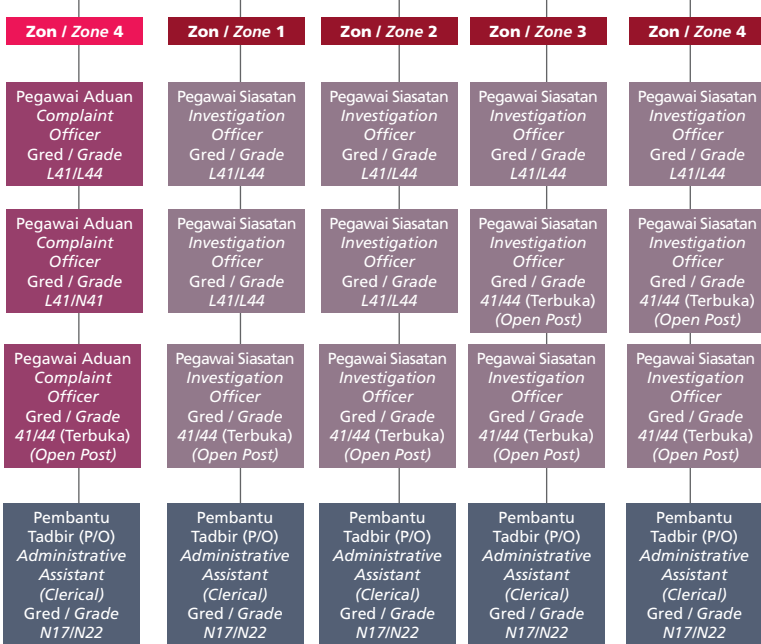 Zon / Zone 4
Zon / Zone 1
Zon / Zone 2
Zon / Zone 3
Zon / Zone 4
Pegawai Aduan
Complaint
Officer
Gred / Grade
L41/L44
Pegawai Siasatan
Investigation
Officer
Gred / Grade
L41/L44
Pegawai Siasatan
Investigation
Officer
Gred / Grade
L41/L44
Pegawai Siasatan
Investigation
Officer
Gred / Grade
L41/L44
Pegawai Siasatan
Investigation
Officer
Gred / Grade
L41/L44
Pegawai Aduan
Complaint
Officer
Gred / Grade
L41/N41
Pegawai Siasatan
Investigation
Officer
Gred / Grade
L41/L44
Pegawai Siasatan
Investigation
Officer
Gred / Grade
L41/L44
Pegawai Siasatan
Investigation
Officer
Gred / Grade
41/44 (Terbuka)
(Open Post)
Pegawai Siasatan
Investigation
Officer
Gred / Grade
41/44 (Terbuka)
(Open Post)
Pegawai Aduan
Complaint
Officer
Gred / Grade
41/44 (Terbuka)
(Open Post)
Pegawai Siasatan
Investigation
Officer
Gred / Grade
41/44 (Terbuka)
(Open Post)
Pegawai Siasatan
Investigation
Officer
Gred / Grade
41/44 (Terbuka)
(Open Post)
Pegawai Siasatan
Investigation
Officer
Gred / Grade
41/44 (Terbuka)
(Open Post)
Pegawai Siasatan
Investigation
Officer
Gred / Grade
41/44 (Terbuka)
(Open Post)
Pembantu
Tadbir (P/O)
Administrative
Assistant
(Clerical)
Gred / Grade
N17/N22
Pembantu
Tadbir (P/O)
Administrative
Assistant
(Clerical)
Gred / Grade
N17/N22
Pembantu
Tadbir (P/O)
Administrative
Assistant
(Clerical)
Gred / Grade
N17/N22
Pembantu
Tadbir (P/O)
Administrative
Assistant
(Clerical)
Gred / Grade
N17/N22
Pembantu
Tadbir (P/O)
Administrative
Assistant
(Clerical)
Gred / Grade
N17/N22